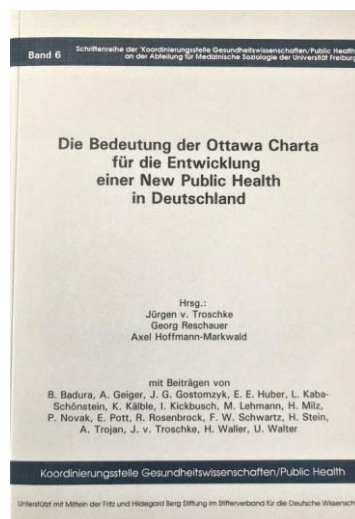 Band 6
Schriftenreihe der 'Koordinierungsstelle Gesundheitswissenschaften/Public Health
an der Abteilung für Medizinische Soziologie der Universität Freiburg
Die Bedeutung der Ottawa Charta
für die Entwicklung
einer New Public Health
in Deutschland
Hrsg.:
Jürgen v. Troschke
Georg Reschauer
Axel Hoffmann-Markwald
mit Beiträgen von
B. Badura, A. Geiger, J. G. Gostomzyk, E. E. Huber, L. Kaba-
Schönstein, K. Kälble, I. Kickbusch, M. Lehmann, H. Milz,
P. Novak, E. Pott, R. Rosenbrock, F. W. Schwartz, H. Stein,
A. Trojan, J. v. Troschke, H. Waller, U. Walter
Koordinierungsstelle Gesundheitswissenschaften/Public Health
Unterstützt mit Mitteln der Fritz und Hildegard Berg Stiftung im Stifterverband für die Deutsche Wissensch